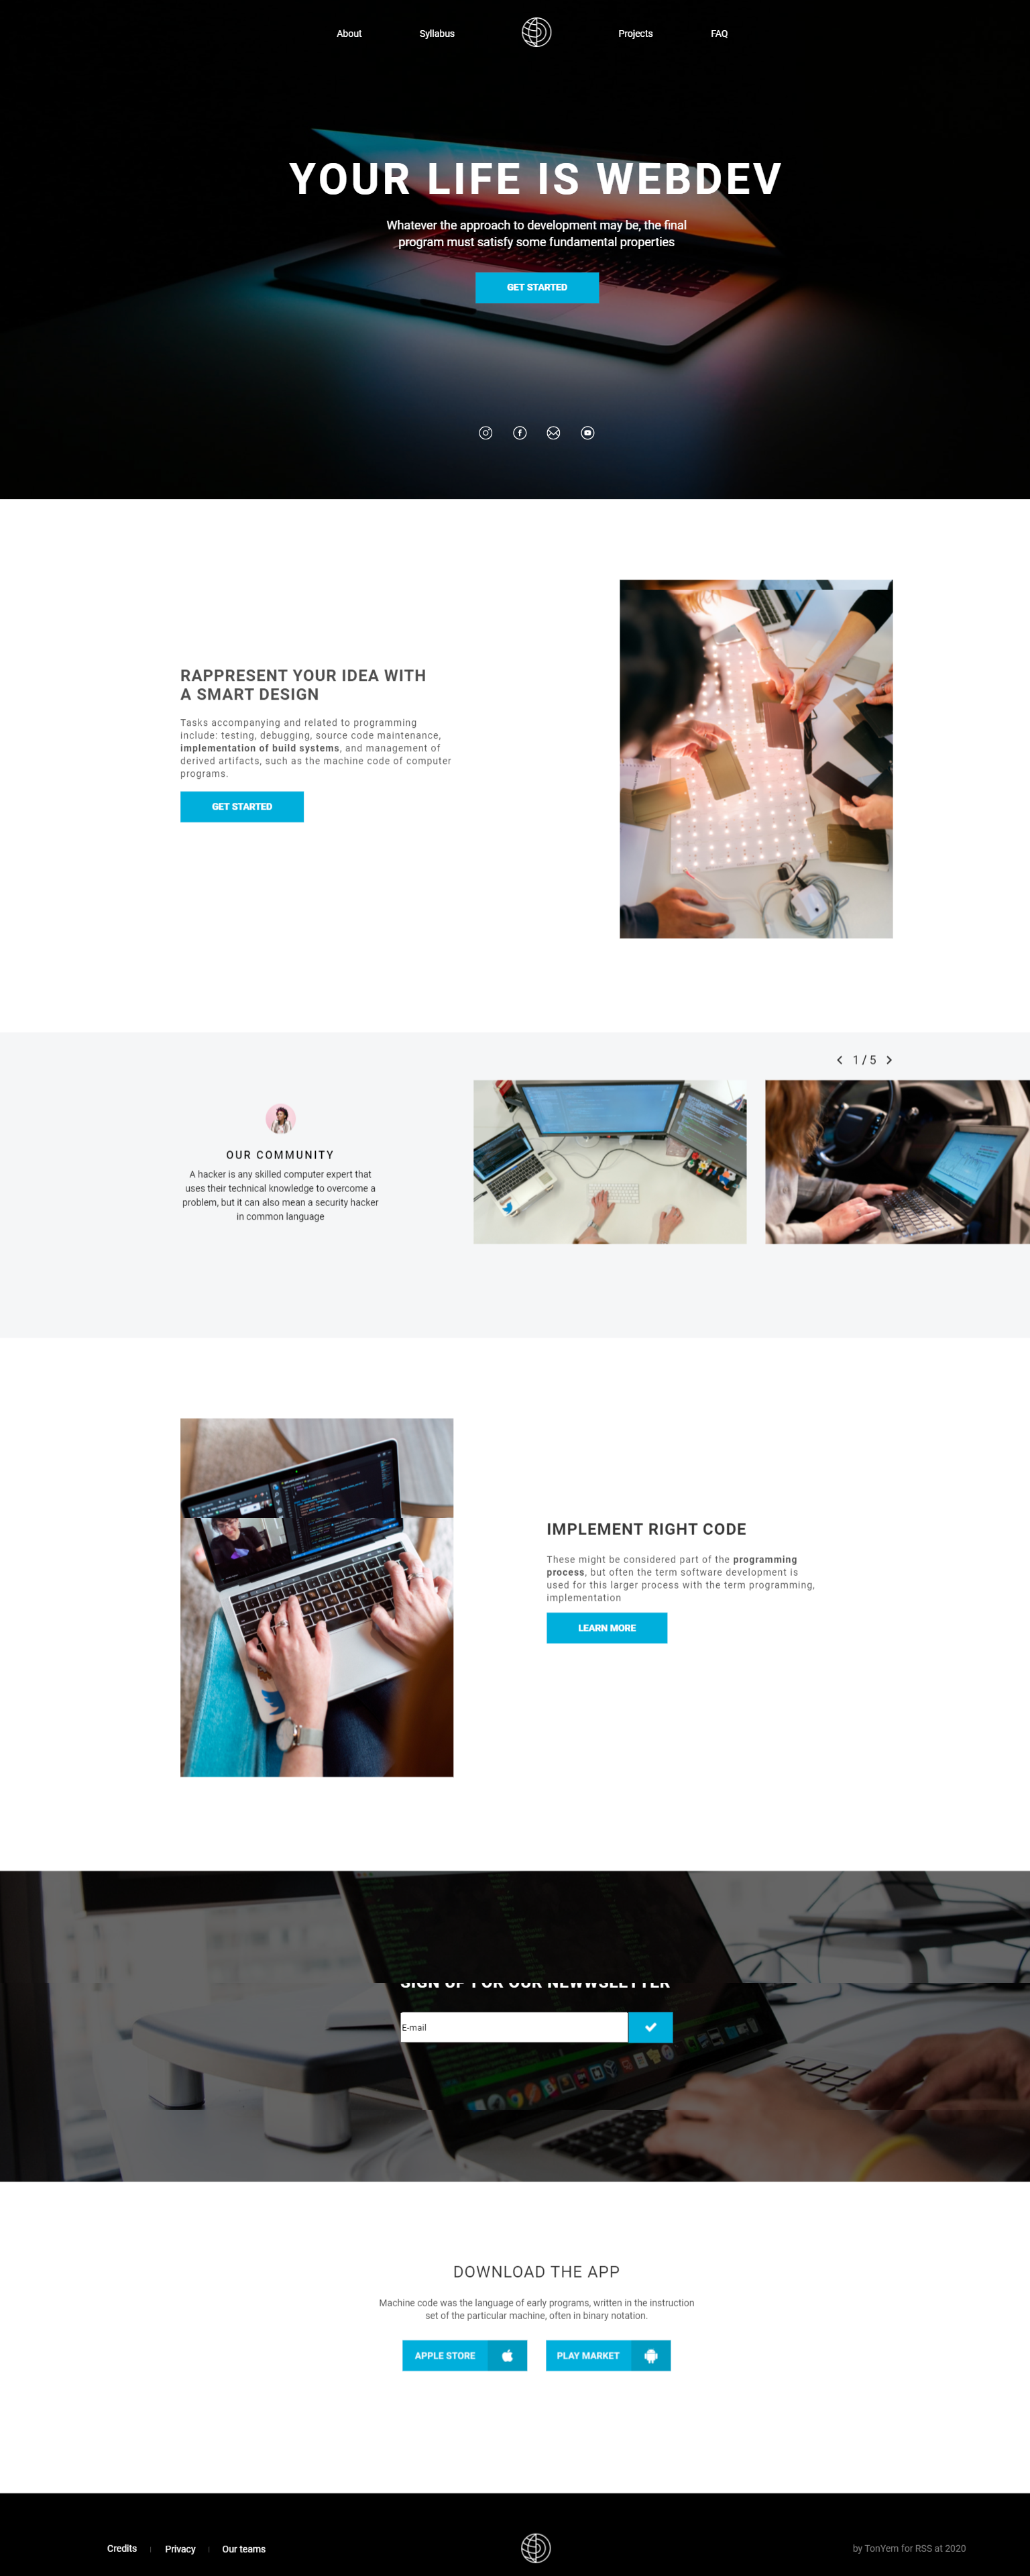 About
Syllabus
Projects
FAQ
YOUR LIFE IS WEBDEV
Whatever the approach to development may be, the final
program must satisfy some fundamental properties
GET STARTED
RAPPRESENT YOUR IDEA WITH
A SMART DESIGN
Tasks accompanying and related to programming
include: testing, debugging, source code maintenance,
implementation of build systems, and management of
derived artifacts, such as the machine code of computer
programs.
GET STARTED
1 / 5
OUR COMMUNITY
A hacker is any skilled computer expert that
uses their technical knowledge to overcome a
problem, but it can also mean a security hacker
in common language
IMPLEMENT RIGHT CODE
These might be considered part of the programming
process, but often the term software development is
used for this larger process with the term programming,
implementation
LEARN MORE
SIGN UP FOR OUR NEWWSLETTER
E-mail
DOWNLOAD THE APP
Machine code was the language of early programs, written in the instruction
set of the particular machine, often in binary notation.
APPLE STORE
PLAY MARKET
Credits
Privacy
Our teams
by TonYem for RSS at 2020